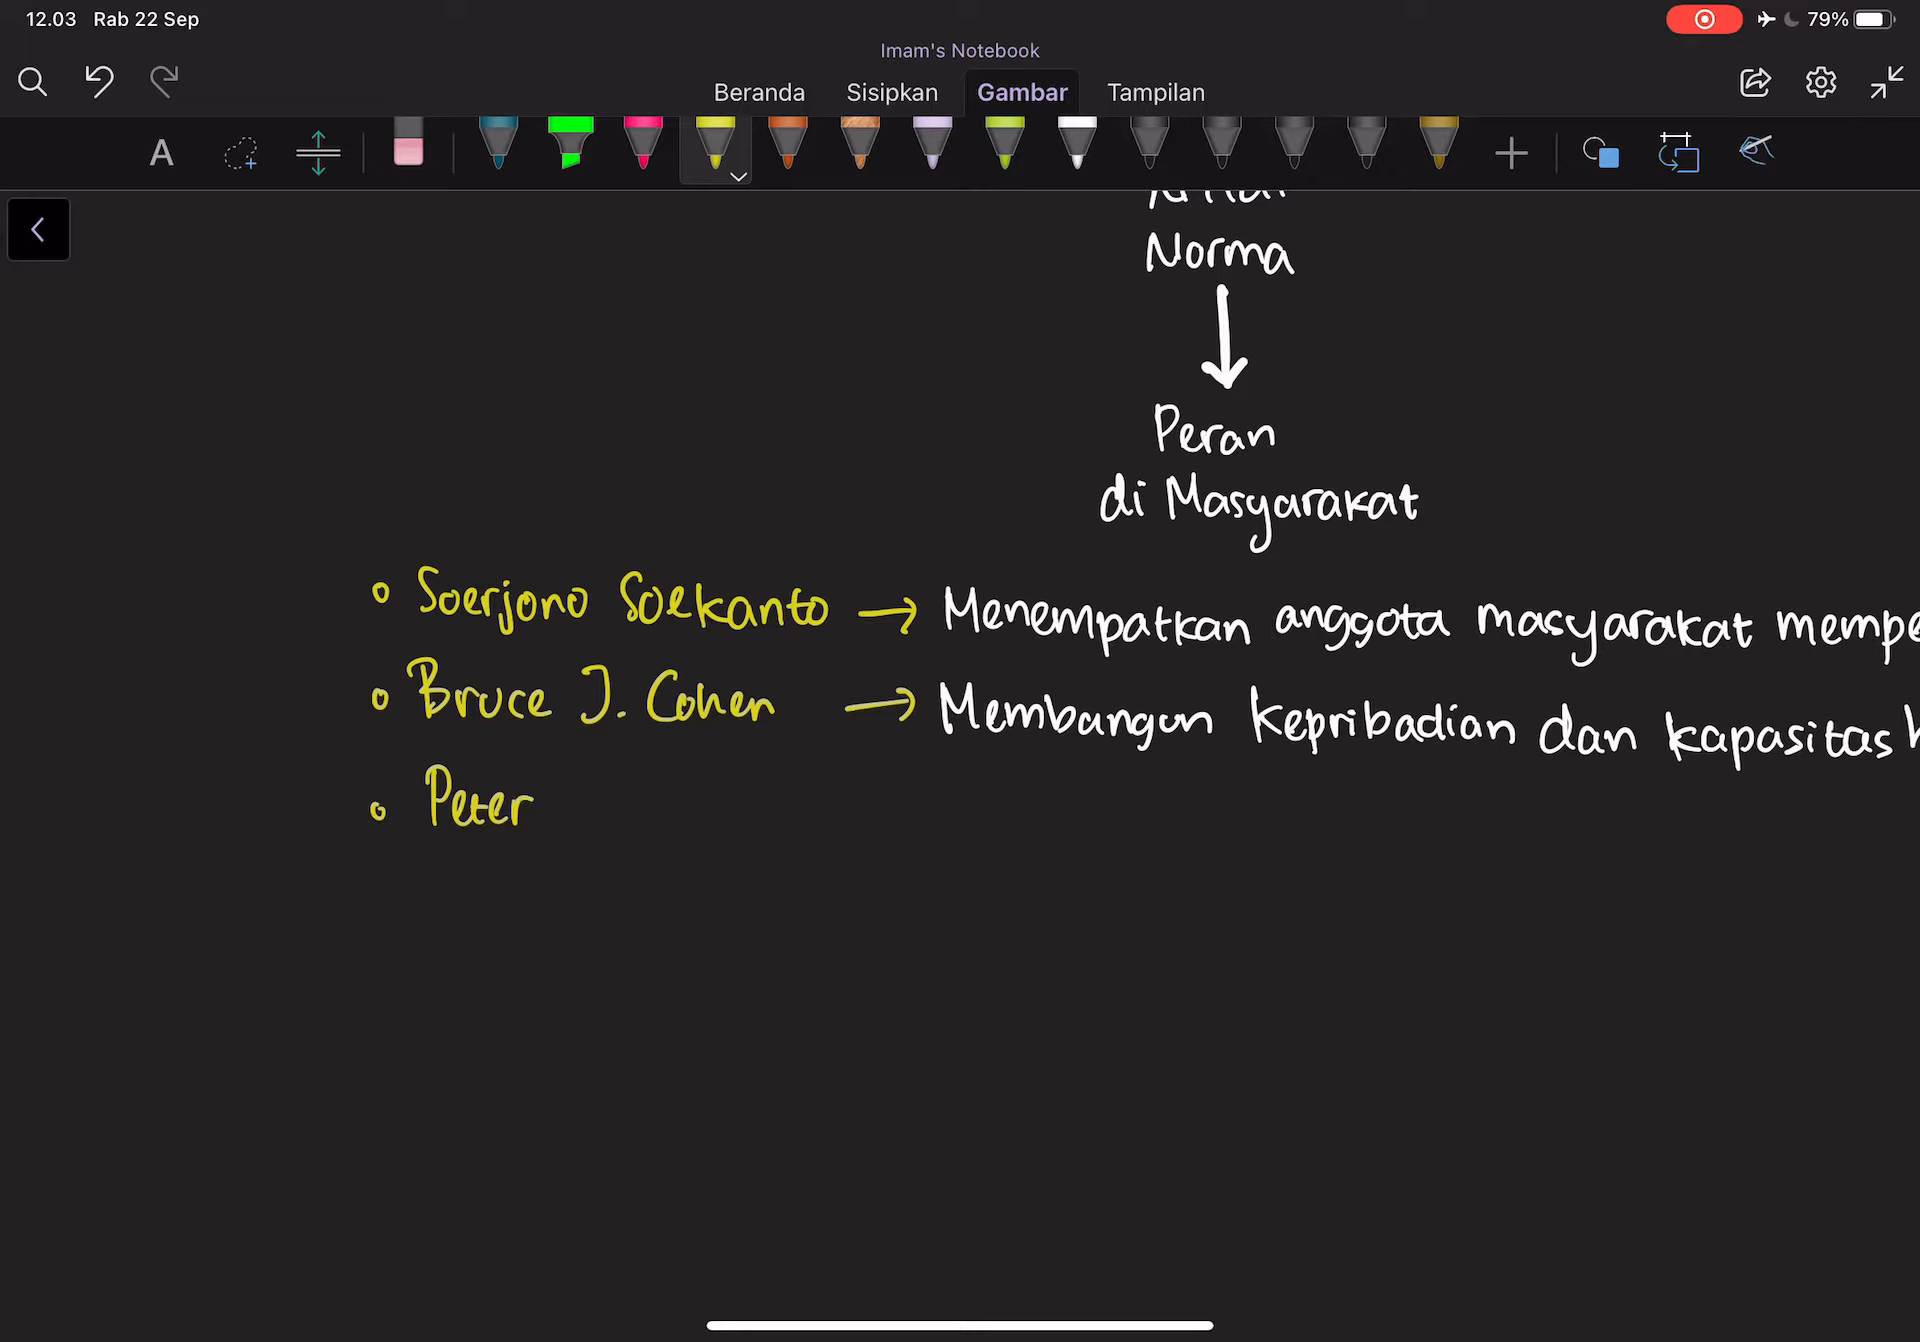 12.03 Rab 22 Sep
79%
Imam's Notebook
Beranda Sisipkan Gambar Tampilan
A
Norma
Peran
di Masyarakat
Soerjono Soekanto → Menempatkan anggota masyarakat mempe
Bruce J. Cohen → Membangun kepribadian dan kapasitas
Peter